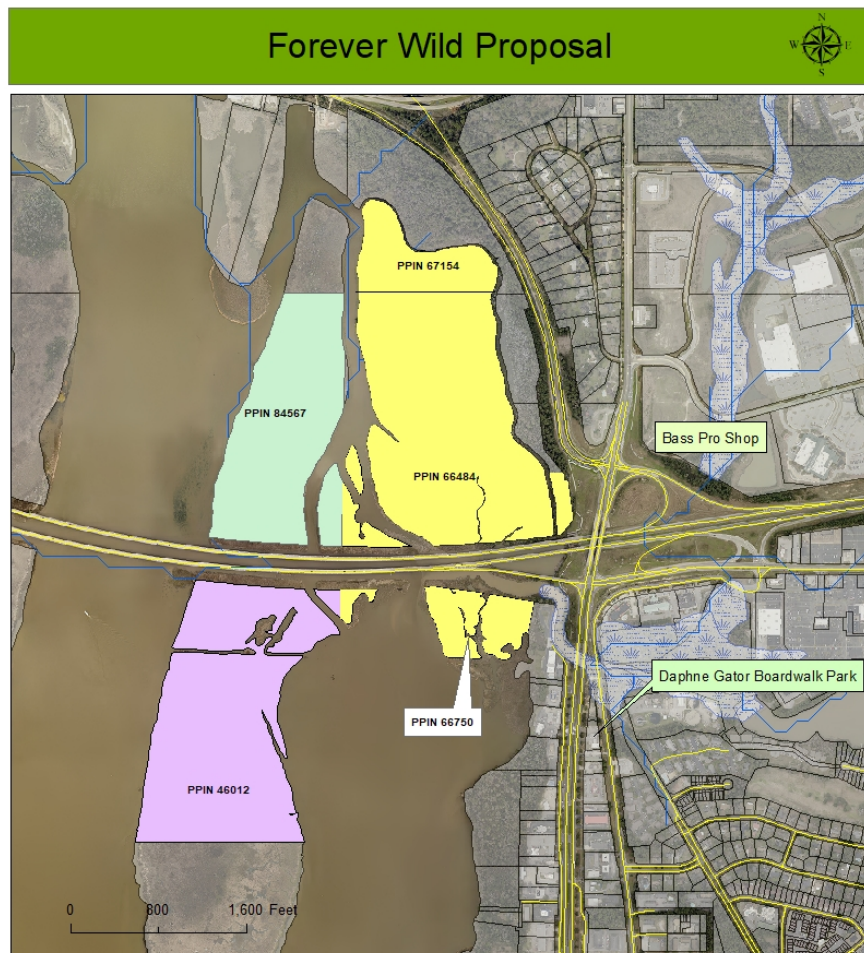 Forever Wild Proposal
N
W E
S
PPIN 67154
PPIN 84567
Bass Pro Shop
PPIN 66484
Daphne Gator Boardwalk Park
PPIN 66750
PPIN 46012
0 800 1,600 Feet